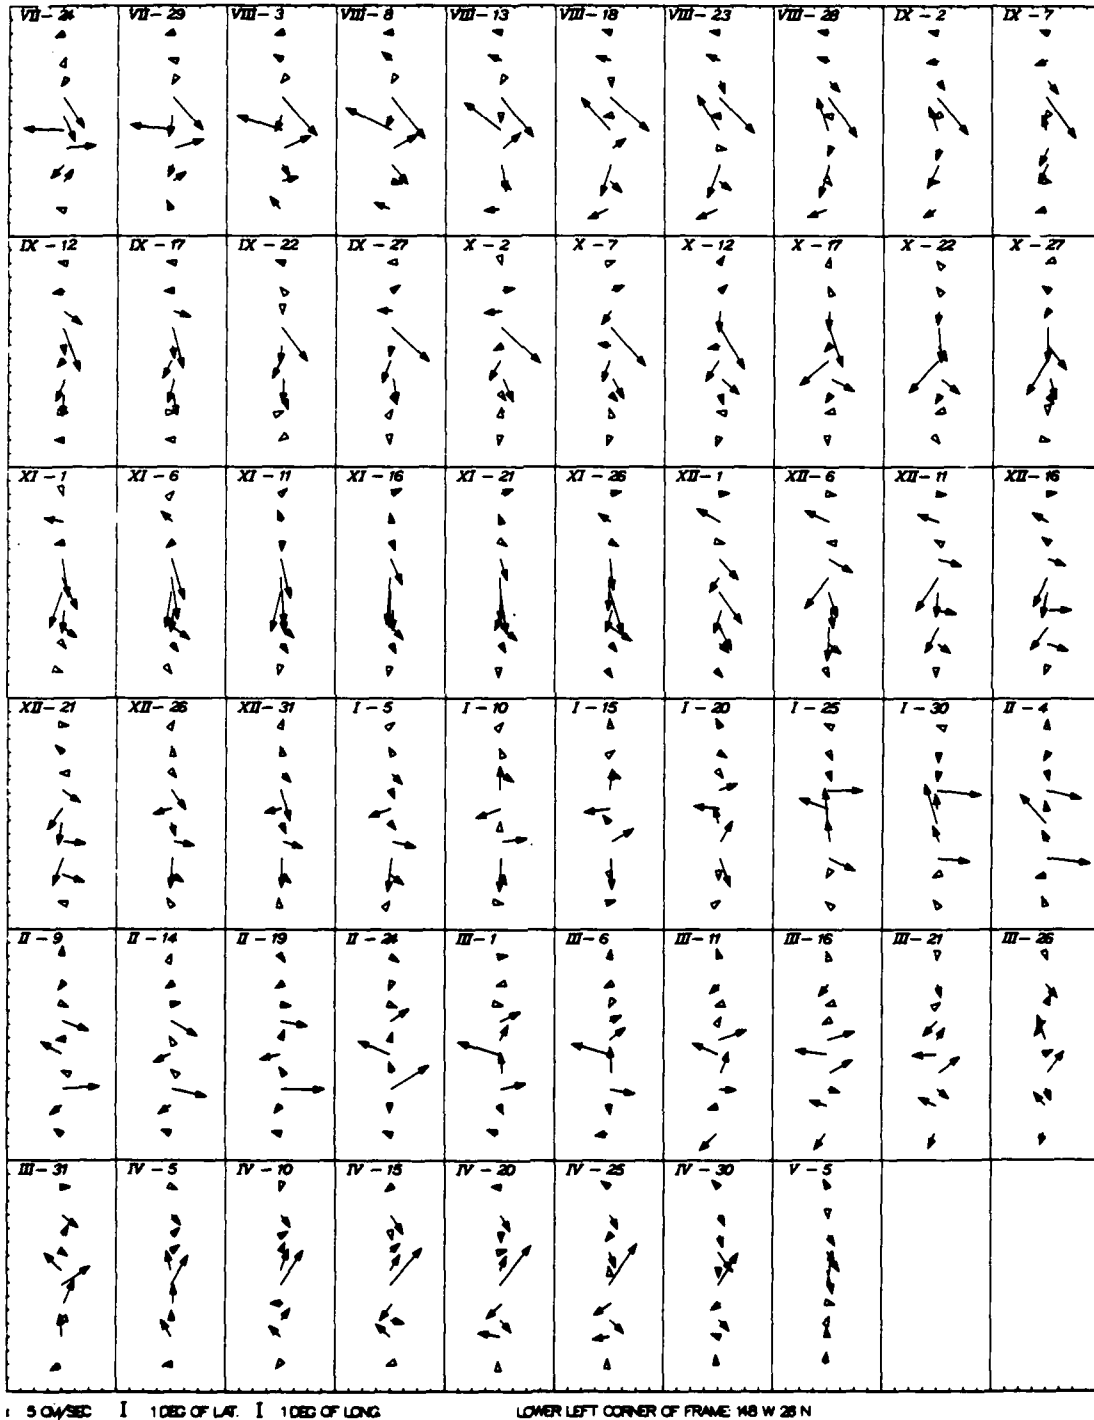 VII-24 VII-29 VIII-3 VIII-8 VIII-13 VIII-18 VIII-23 VIII-28 IX-2 IX-7
IX-12 IX-17 IX-22 IX-27 X-2 X-7 X-12 X-17 X-22 X-27
XI-1 XI-6 XI-11 XI-16 XI-21 XI-26 XII-1 XII-6 XII-11 XII-16
XII-21 XII-26 XII-31 I-5 I-10 I-15 I-20 I-25 I-30 II-4
II-9 II-14 II-19 II-24 III-1 III-6 III-11 III-16 III-21 III-26
III-31 IV-5 IV-10 IV-15 IV-20 IV-25 IV-30 V-5
5 CM/SEC I 1 DEG OF LAT. I 1 DEG OF LONG LOWER LEFT CORNER OF FRAME 148 W 28 N